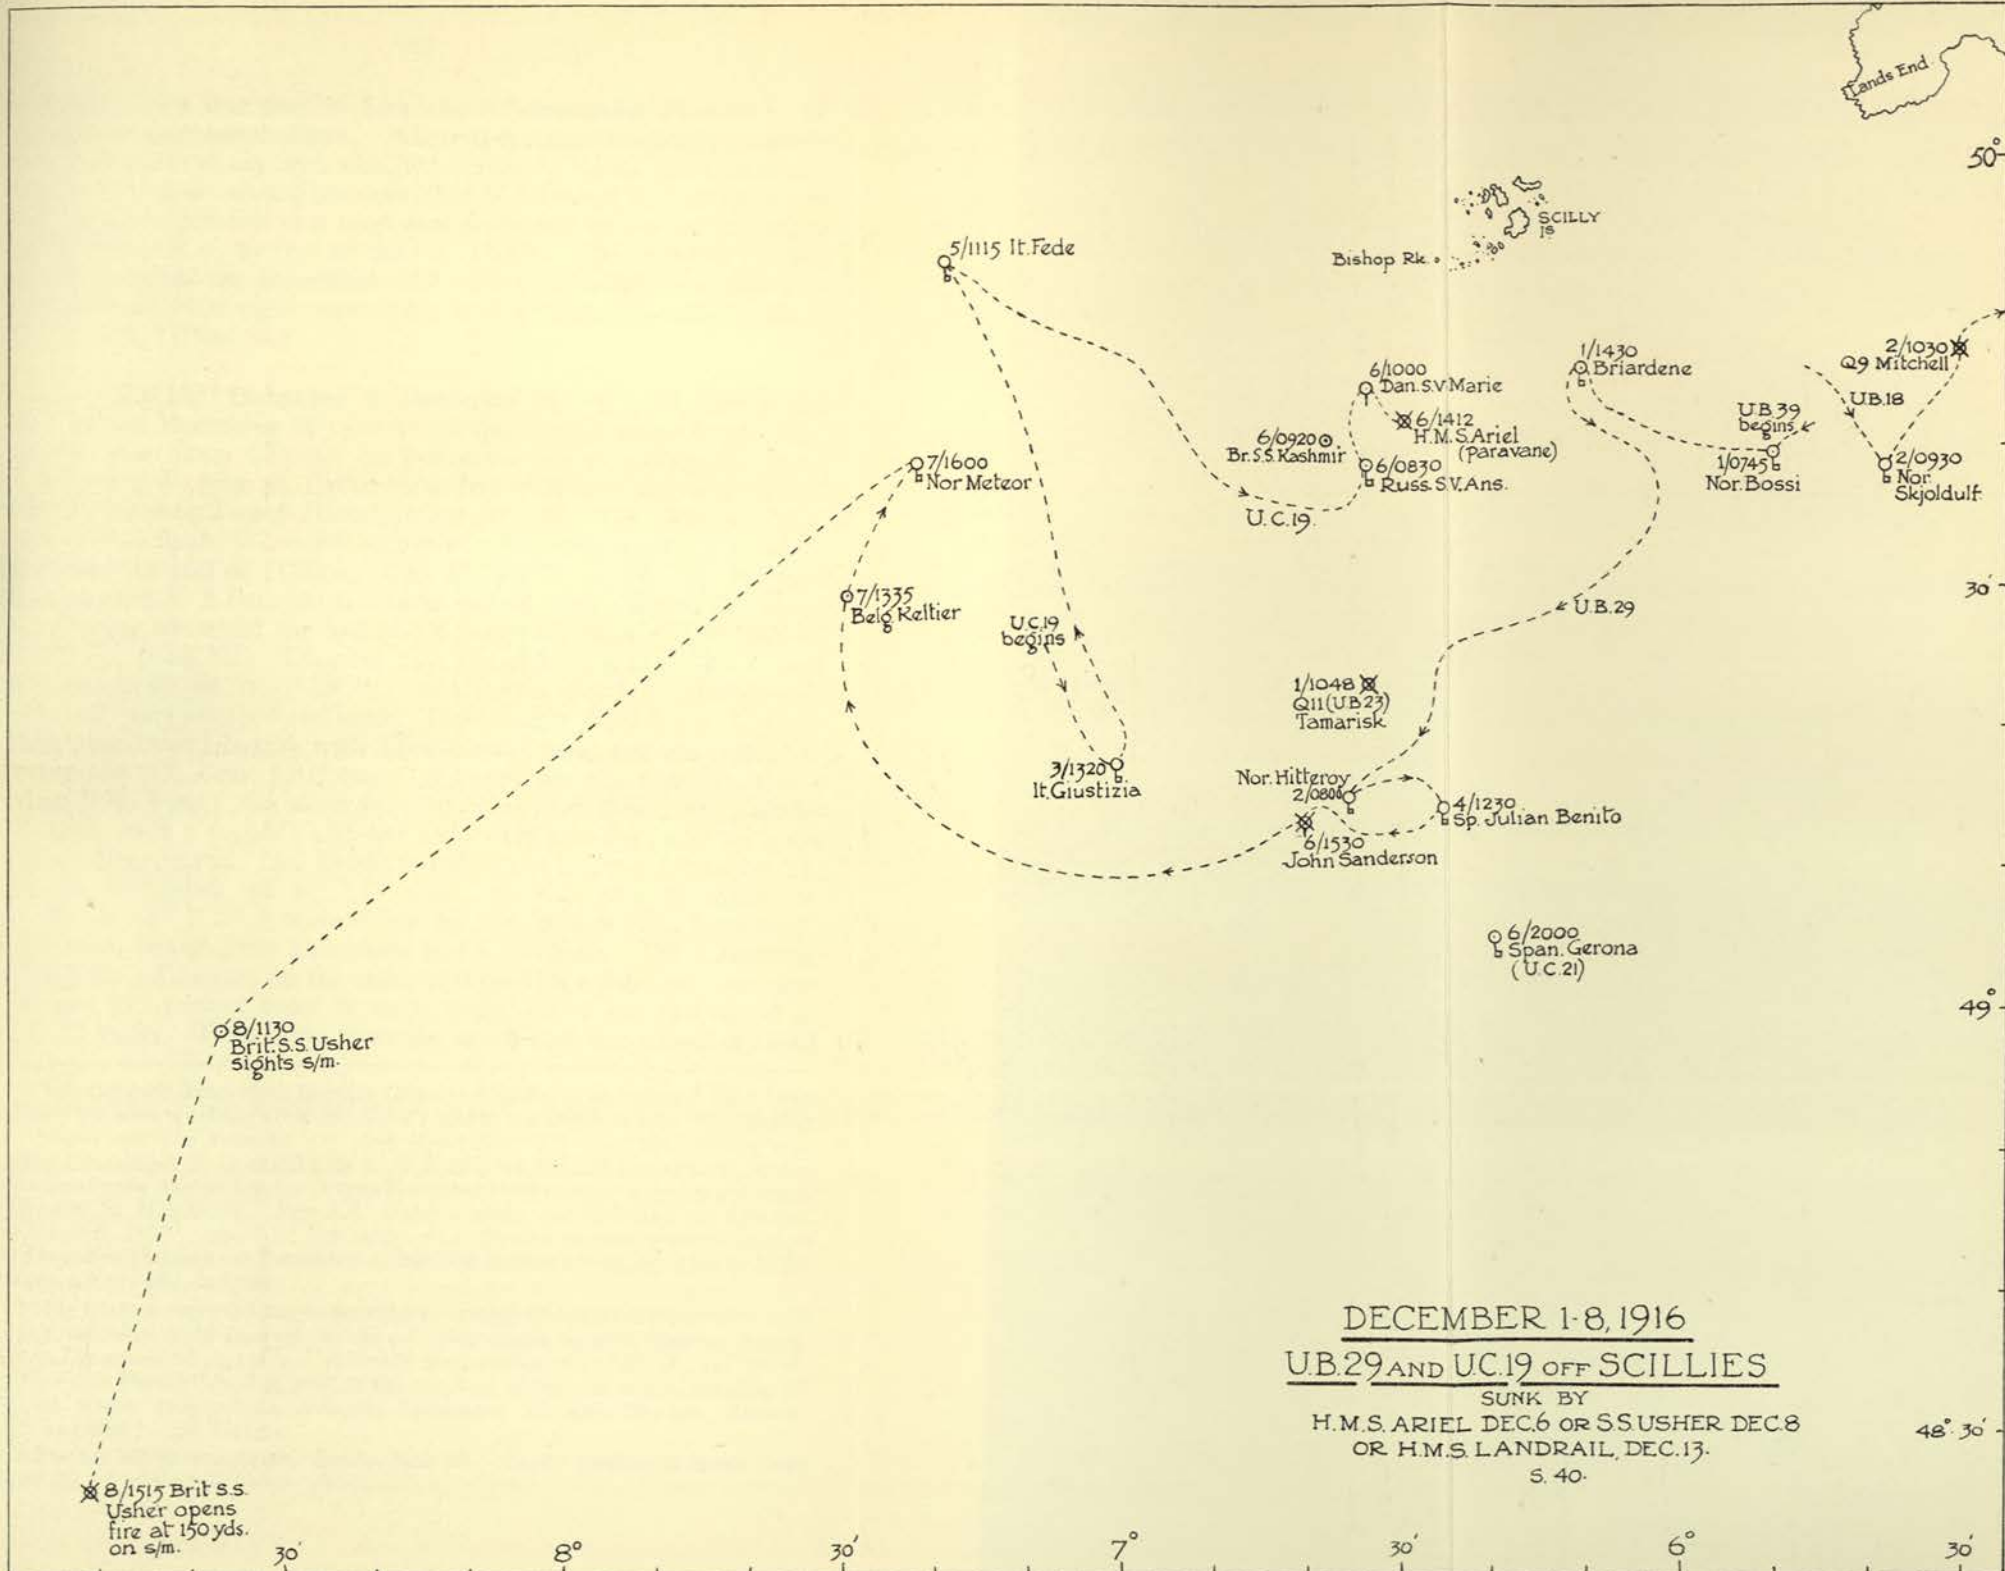 Lands End
50°
SCILLY
IS
Bishop Rk.
5/1115 It. Fede
1/1430
Briardene
2/1030
Q9 Mitchell
6/1000
Dan. S.V. Marie
U.B.18
U.B.39
begins
6/1412
H.M.S. Ariel
(Paravane)
6/0920
Br. S.S. Kashmir
6/0830
Russ. S.V. Ans.
1/0745
Nor. Bossi
2/0930
Nor.
Skjoldulf
7/1600
Nor Meteor
U.C.19.
7/1335
Belg. Keltier
30'
U.C.19
begins
U.B.29
1/1048
Q11 (U.B 23)
Tamarisk
3/1320
It. Giustizia
Nor. Hitteroy
2/0800
4/1230
Sp. Julian Benito
6/1530
John Sanderson
6/2000
Span. Gerona
(U.C. 21)
49°
8/1130
Brit. S.S. Usher
sights s/m.
DECEMBER 1-8, 1916
U.B.29 AND U.C.19 OFF SCILLIES
SUNK BY
H.M.S. ARIEL DEC.6 OR S.S. USHER DEC.8
OR H.M.S. LANDRAIL, DEC. 13.
S. 40.
48° 30'
8/1515 Brit s.s.
Usher opens
fire at 150 yds.
on s/m.
30' 8° 30' 7° 30' 6° 30'